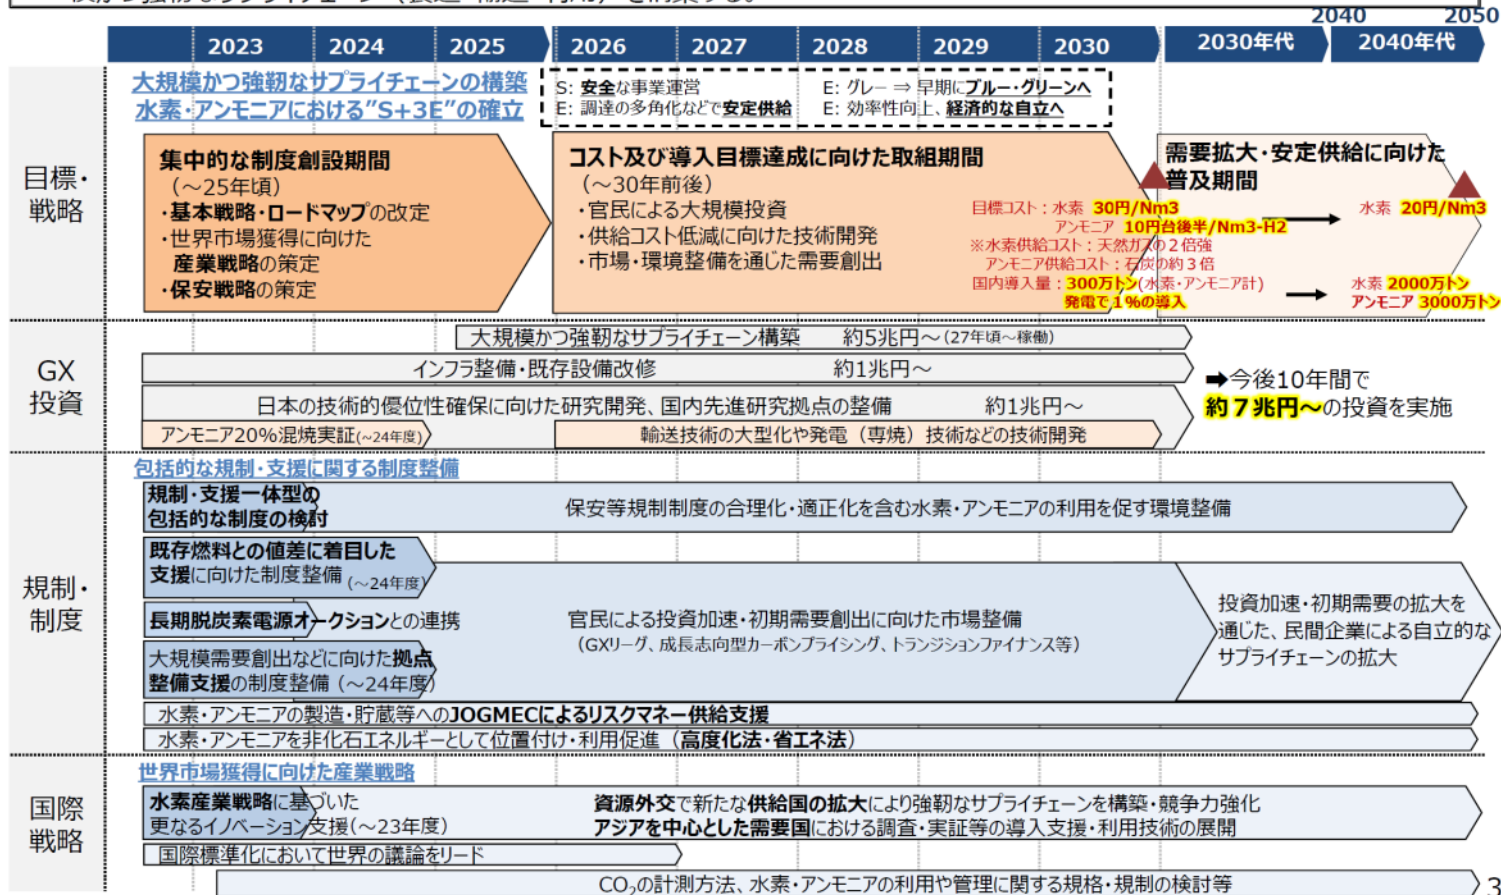 2040 2050
2023 2024 2025 2026 2027 2028 2029 2030 2030年代 2040年代
目標・
戦略
大規模かつ強靭なサプライチェーンの構築
水素・アンモニアにおける"S+3E"の確立
S: 安全な事業運営 E: グレー ⇒ 早期にブルー・グリーンへ
E: 調達の多角化などで安定供給 E: 効率性向上、経済的な自立へ
集中的な制度創設期間
(～25年頃)
・基本戦略・ロードマップの改定
・世界市場獲得に向けた
産業戦略の策定
・保安戦略の策定
コスト及び導入目標達成に向けた取組期間
(～30年前後)
・官民による大規模投資
・供給コスト低減に向けた技術開発
・市場・環境整備を通じた需要創出
需要拡大・安定供給に向けた
普及期間
目標コスト：水素 30円/Nm3
アンモニア 10円台後半/Nm3-H2
※水素供給コスト：天然ガスの２倍強
アンモニア供給コスト：石炭の約３倍
国内導入量：300万トン(水素・アンモニア計)
発電で１%の導入
水素 20円/Nm3
水素 2000万トン
アンモニア 3000万トン
GX
投資
大規模かつ強靭なサプライチェーン構築 約5兆円～(27年頃～稼働)
インフラ整備・既存設備改修 約1兆円～
日本の技術的優位性確保に向けた研究開発、国内先進研究拠点の整備 約1兆円～
アンモニア20%混焼実証(～24年度)
輸送技術の大型化や発電（専焼）技術などの技術開発
➡今後10年間で
約７兆円～の投資を実施
規制・
制度
包括的な規制・支援に関する制度整備
規制・支援一体型の
包括的な制度の検討
保安等規制制度の合理化・適正化を含む水素・アンモニアの利用を促す環境整備
既存燃料との値差に着目した
支援に向けた制度整備 (～24年度)
長期脱炭素電源オークションとの連携
大規模需要創出などに向けた拠点
整備支援の制度整備 (～24年度)
官民による投資加速・初期需要創出に向けた市場整備
（GXリーグ、成長志向型カーボンプライシング、トランジションファイナンス等）
投資加速・初期需要の拡大を
通じた、民間企業による自立的な
サプライチェーンの拡大
水素・アンモニアの製造・貯蔵等へのJOGMECによるリスクマネー供給支援
水素・アンモニアを非化石エネルギーとして位置付け・利用促進（高度化法・省エネ法）
国際
戦略
世界市場獲得に向けた産業戦略
水素産業戦略に基づいた
更なるイノベーション支援(～23年度)
資源外交で新たな供給国の拡大により強靭なサプライチェーンを構築・競争力強化
アジアを中心とした需要国における調査・実証等の導入支援・利用技術の展開
国際標準化において世界の議論をリード
CO2の計測方法、水素・アンモニアの利用や管理に関する規格・規制の検討等
3